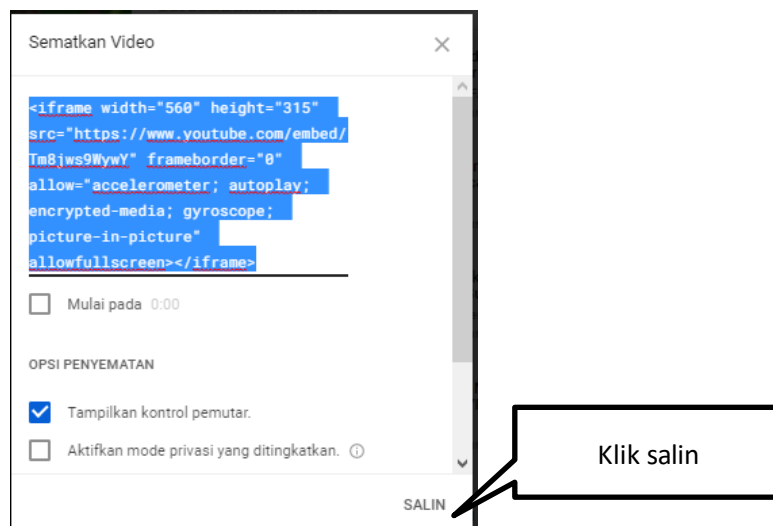 Sematkan Video
<iframe width="560" height="315"
src="https://www.youtube.com/embed/
Tm8jws9WywY" frameborder="0"
allow="accelerometer; autoplay;
encrypted-media; gyroscope;
picture-in-picture"
allowfullscreen></iframe>
Mulai pada 0:00
OPSI PENYEMATAN
Tampilkan kontrol pemutar.
Aktifkan mode privasi yang ditingkatkan.
Klik salin
SALIN